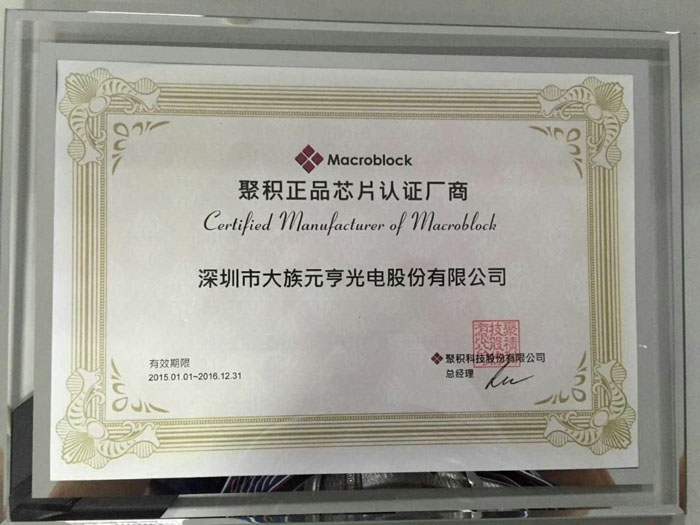 Macroblock
聚积正品芯片认证厂商
Certified Manufacturer of Macroblock
深圳市大族元亨光电股份有限公司
有效期限
2015.01.01~2016.12.31
聚积科技股份有限公司
总经理